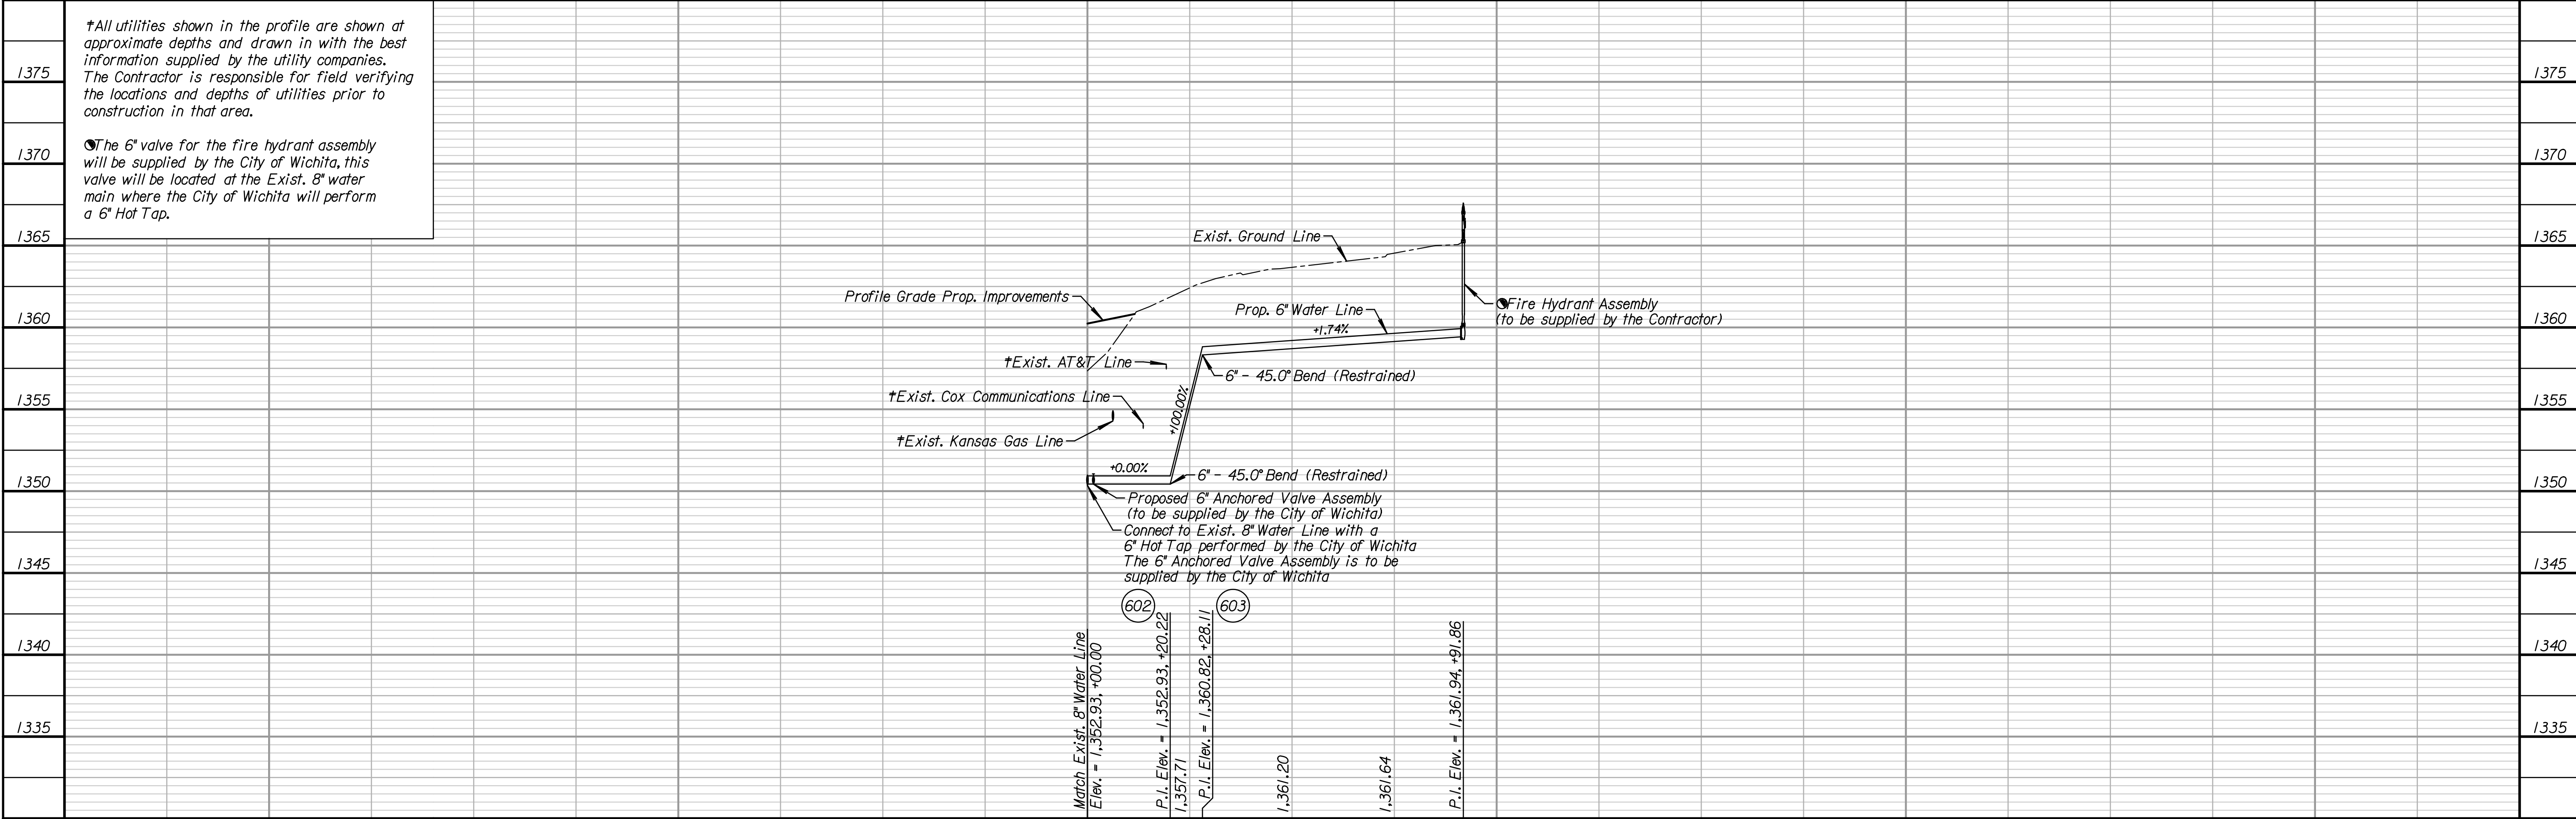 †All utilities shown in the profile are shown at
approximate depths and drawn in with the best
information supplied by the utility companies.
The Contractor is responsible for field verifying
the locations and depths of utilities prior to
construction in that area.
The 6" valve for the fire hydrant assembly
will be supplied by the City of Wichita, this
valve will be located at the Exist. 8" water
main where the City of Wichita will perform
a 6" Hot Tap.
1375
1370
1365
1360
1355
1350
1345
1340
1335
Exist. Ground Line
Profile Grade Prop. Improvements
Prop. 6" Water Line
+1.74%
Fire Hydrant Assembly
(to be supplied by the Contractor)
†Exist. AT&T Line
6" - 45.0° Bend (Restrained)
†Exist. Cox Communications Line
+100.00%
†Exist. Kansas Gas Line
+0.00%
6" - 45.0° Bend (Restrained)
Proposed 6" Anchored Valve Assembly
(to be supplied by the City of Wichita)
Connect to Exist. 8" Water Line with a
6" Hot Tap performed by the City of Wichita
The 6" Anchored Valve Assembly is to be
supplied by the City of Wichita
602
603
Match Exist. 8" Water Line
Elev. = 1,352.93, +00.00
P.I. Elev. = 1,352.93, +20.22
1,357.71
P.I. Elev. = 1,360.82, +28.11
1,361.20
1,361.64
P.I. Elev. = 1,361.94, +91.86
1375
1370
1365
1360
1355
1350
1345
1340
1335